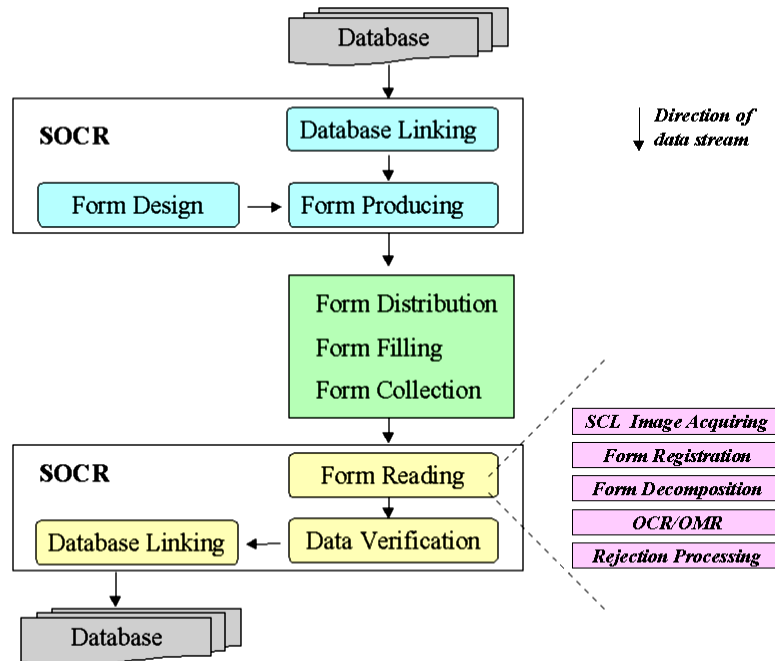 Database
SOCR
Database Linking
Direction of
data stream
Form Design
Form Producing
Form Distribution
Form Filling
Form Collection
SOCR
Form Reading
Database Linking
Data Verification
SCL Image Acquiring
Form Registration
Form Decomposition
OCR/OMR
Rejection Processing
Database